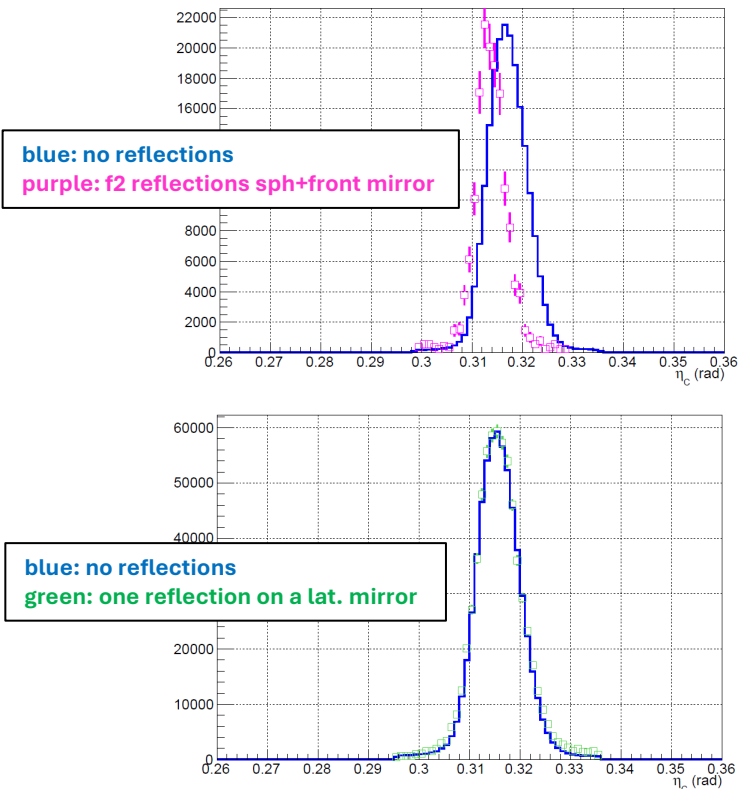 22000
20000
18000
16000
blue: no reflections
purple: f2 reflections sph+front mirror
8000
6000
4000
2000
0
0.26 0.27 0.28 0.29 0.3 0.31 0.32 0.33 0.34 0.35 0.36
ηC (rad)
60000
50000
40000
blue: no reflections
green: one reflection on a lat. mirror
20000
10000
0
0.26 0.27 0.28 0.29 0.3 0.31 0.32 0.33 0.34 0.35 0.36
ηC (rad)